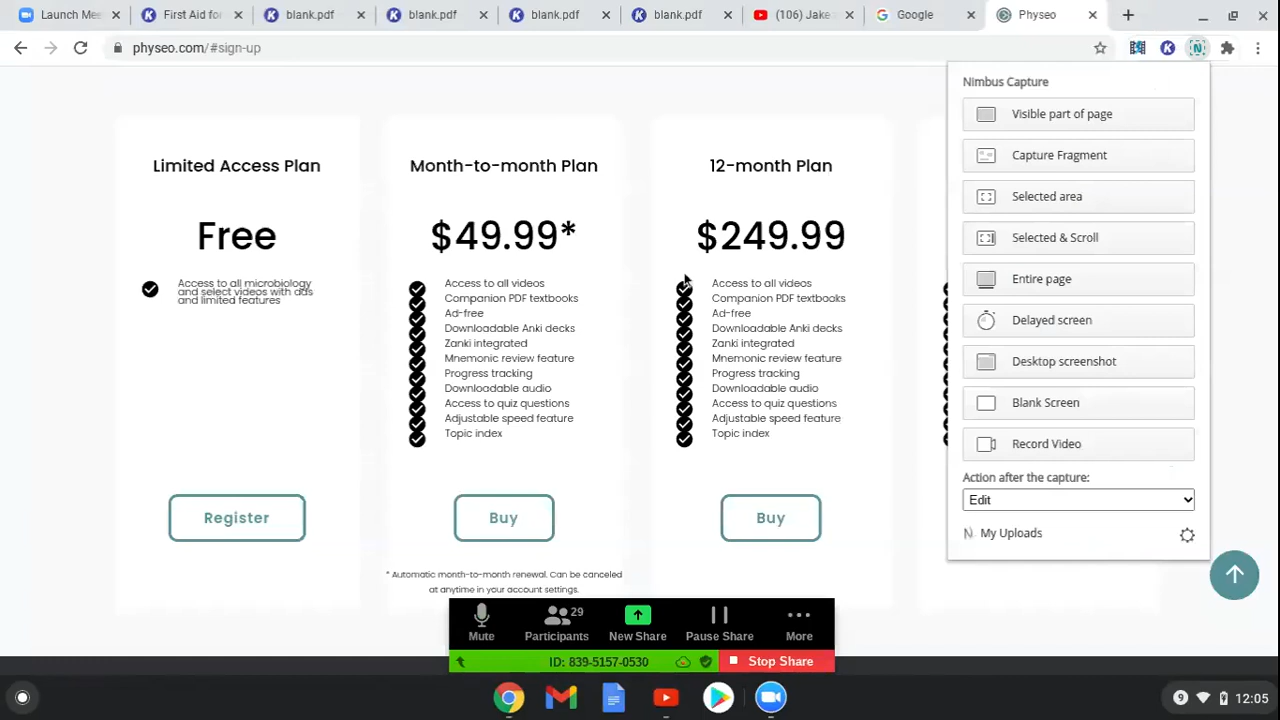 Launch Mee
First Aid for
blank.pdf
blank.pdf
blank.pdf
blank.pdf
(106) Jake
Google
Physeo
physeo.com/#sign-up
Nimbus Capture
Visible part of page
Capture Fragment
Selected area
Selected & Scroll
Entire page
Delayed screen
Desktop screenshot
Blank Screen
Record Video
Action after the capture:
Edit
My Uploads
Limited Access Plan
Free
Access to all microbiology
and select videos with ads
and limited features
Register
Month-to-month Plan
$49.99*
Access to all videos
Companion PDF textbooks
Ad-free
Downloadable Anki decks
Zanki integrated
Mnemonic review feature
Progress tracking
Downloadable audio
Access to quiz questions
Adjustable speed feature
Topic index
Buy
* Automatic month-to-month renewal. Can be canceled
at anytime in your account settings.
12-month Plan
$249.99
Access to all videos
Companion PDF textbooks
Ad-free
Downloadable Anki decks
Zanki integrated
Mnemonic review feature
Progress tracking
Downloadable audio
Access to quiz questions
Adjustable speed feature
Topic index
Buy
29
Mute Participants New Share Pause Share More
ID: 839-5157-0530 Stop Share
9 12:05